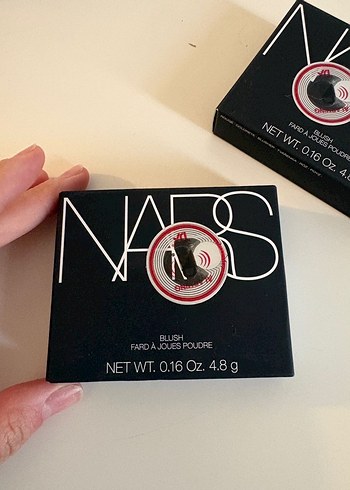 NARS
BLUSH
FARD À JOUES POUDRE
NET WT. 0.16 Oz. 4.8 g
BLUSH
FARD À JOUES POUDRE
NET WT. 0.16 Oz. 4.8